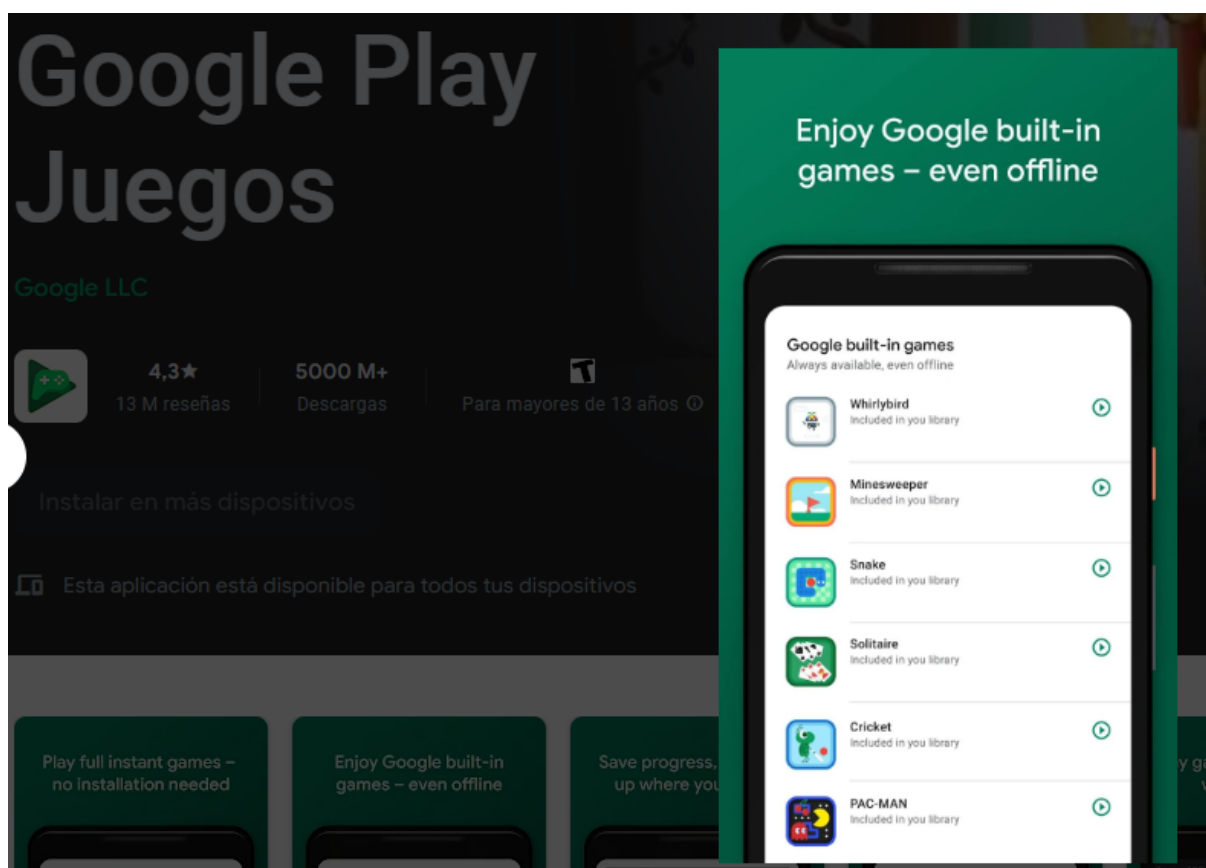 Google Play
Juegos
Google LLC
4,3★
13 M reseñas
5000 M+
Descargas
T
Para mayores de 13 años
Instalar en más dispositivos
Esta aplicación está disponible para todos tus dispositivos
Play full instant games –
no installation needed
Enjoy Google built-in
games – even offline
Save progress,
up where you
Enjoy Google built-in
games – even offline
Google built-in games
Always available, even offline
Whirlybird
Included in you library
Minesweeper
Included in you library
Snake
Included in you library
Solitaire
Included in you library
Cricket
Included in you library
PAC-MAN
Included in you library